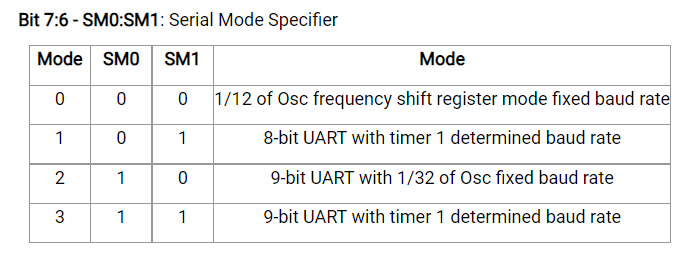 Bit 7:6 - SM0:SM1: Serial Mode Specifier
Mode SM0 SM1 Mode
0 0 0 1/12 of Osc frequency shift register mode fixed baud rate
1 0 1 8-bit UART with timer 1 determined baud rate
2 1 0 9-bit UART with 1/32 of Osc fixed baud rate
3 1 1 9-bit UART with timer 1 determined baud rate